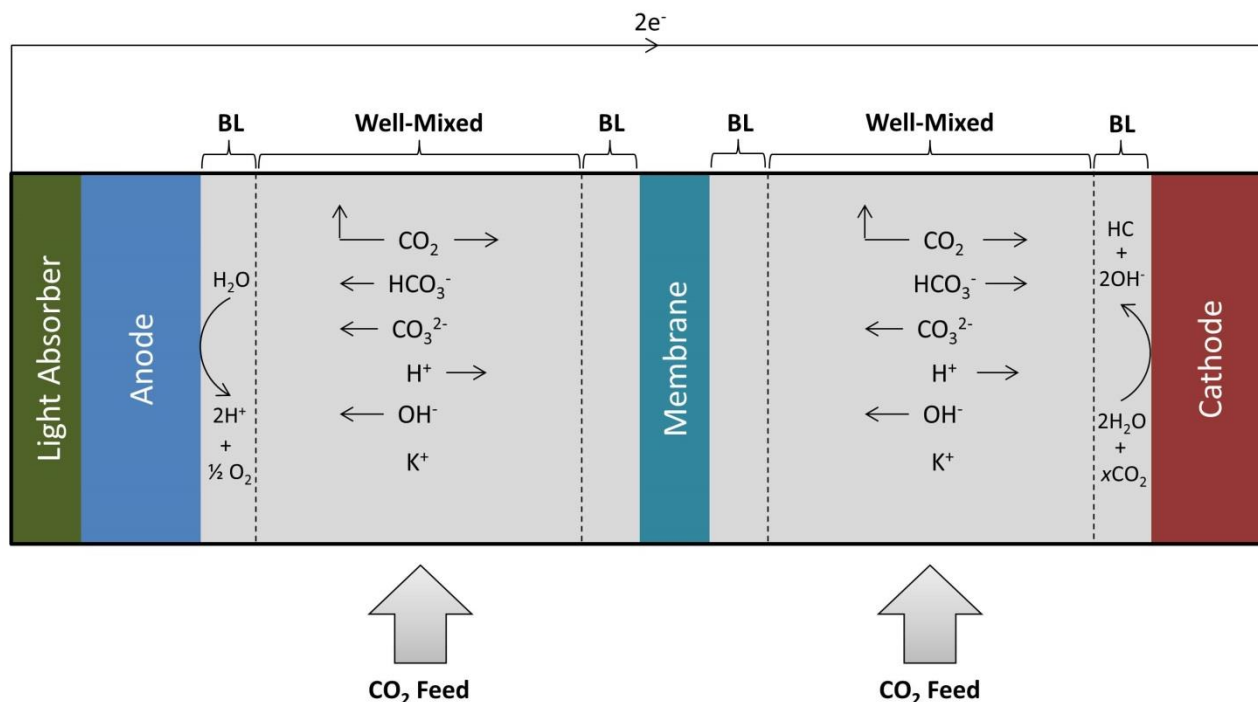 2e⁻
BL Well-Mixed BL BL Well-Mixed BL
Light Absorber
Anode
H₂O
2H⁺
+
½ O₂
CO₂
HCO₃⁻
CO₃²⁻
H⁺
OH⁻
K⁺
Membrane
CO₂
HCO₃⁻
CO₃²⁻
H⁺
OH⁻
K⁺
HC
+
2OH⁻
2H₂O
+
xCO₂
Cathode
CO₂ Feed
CO₂ Feed